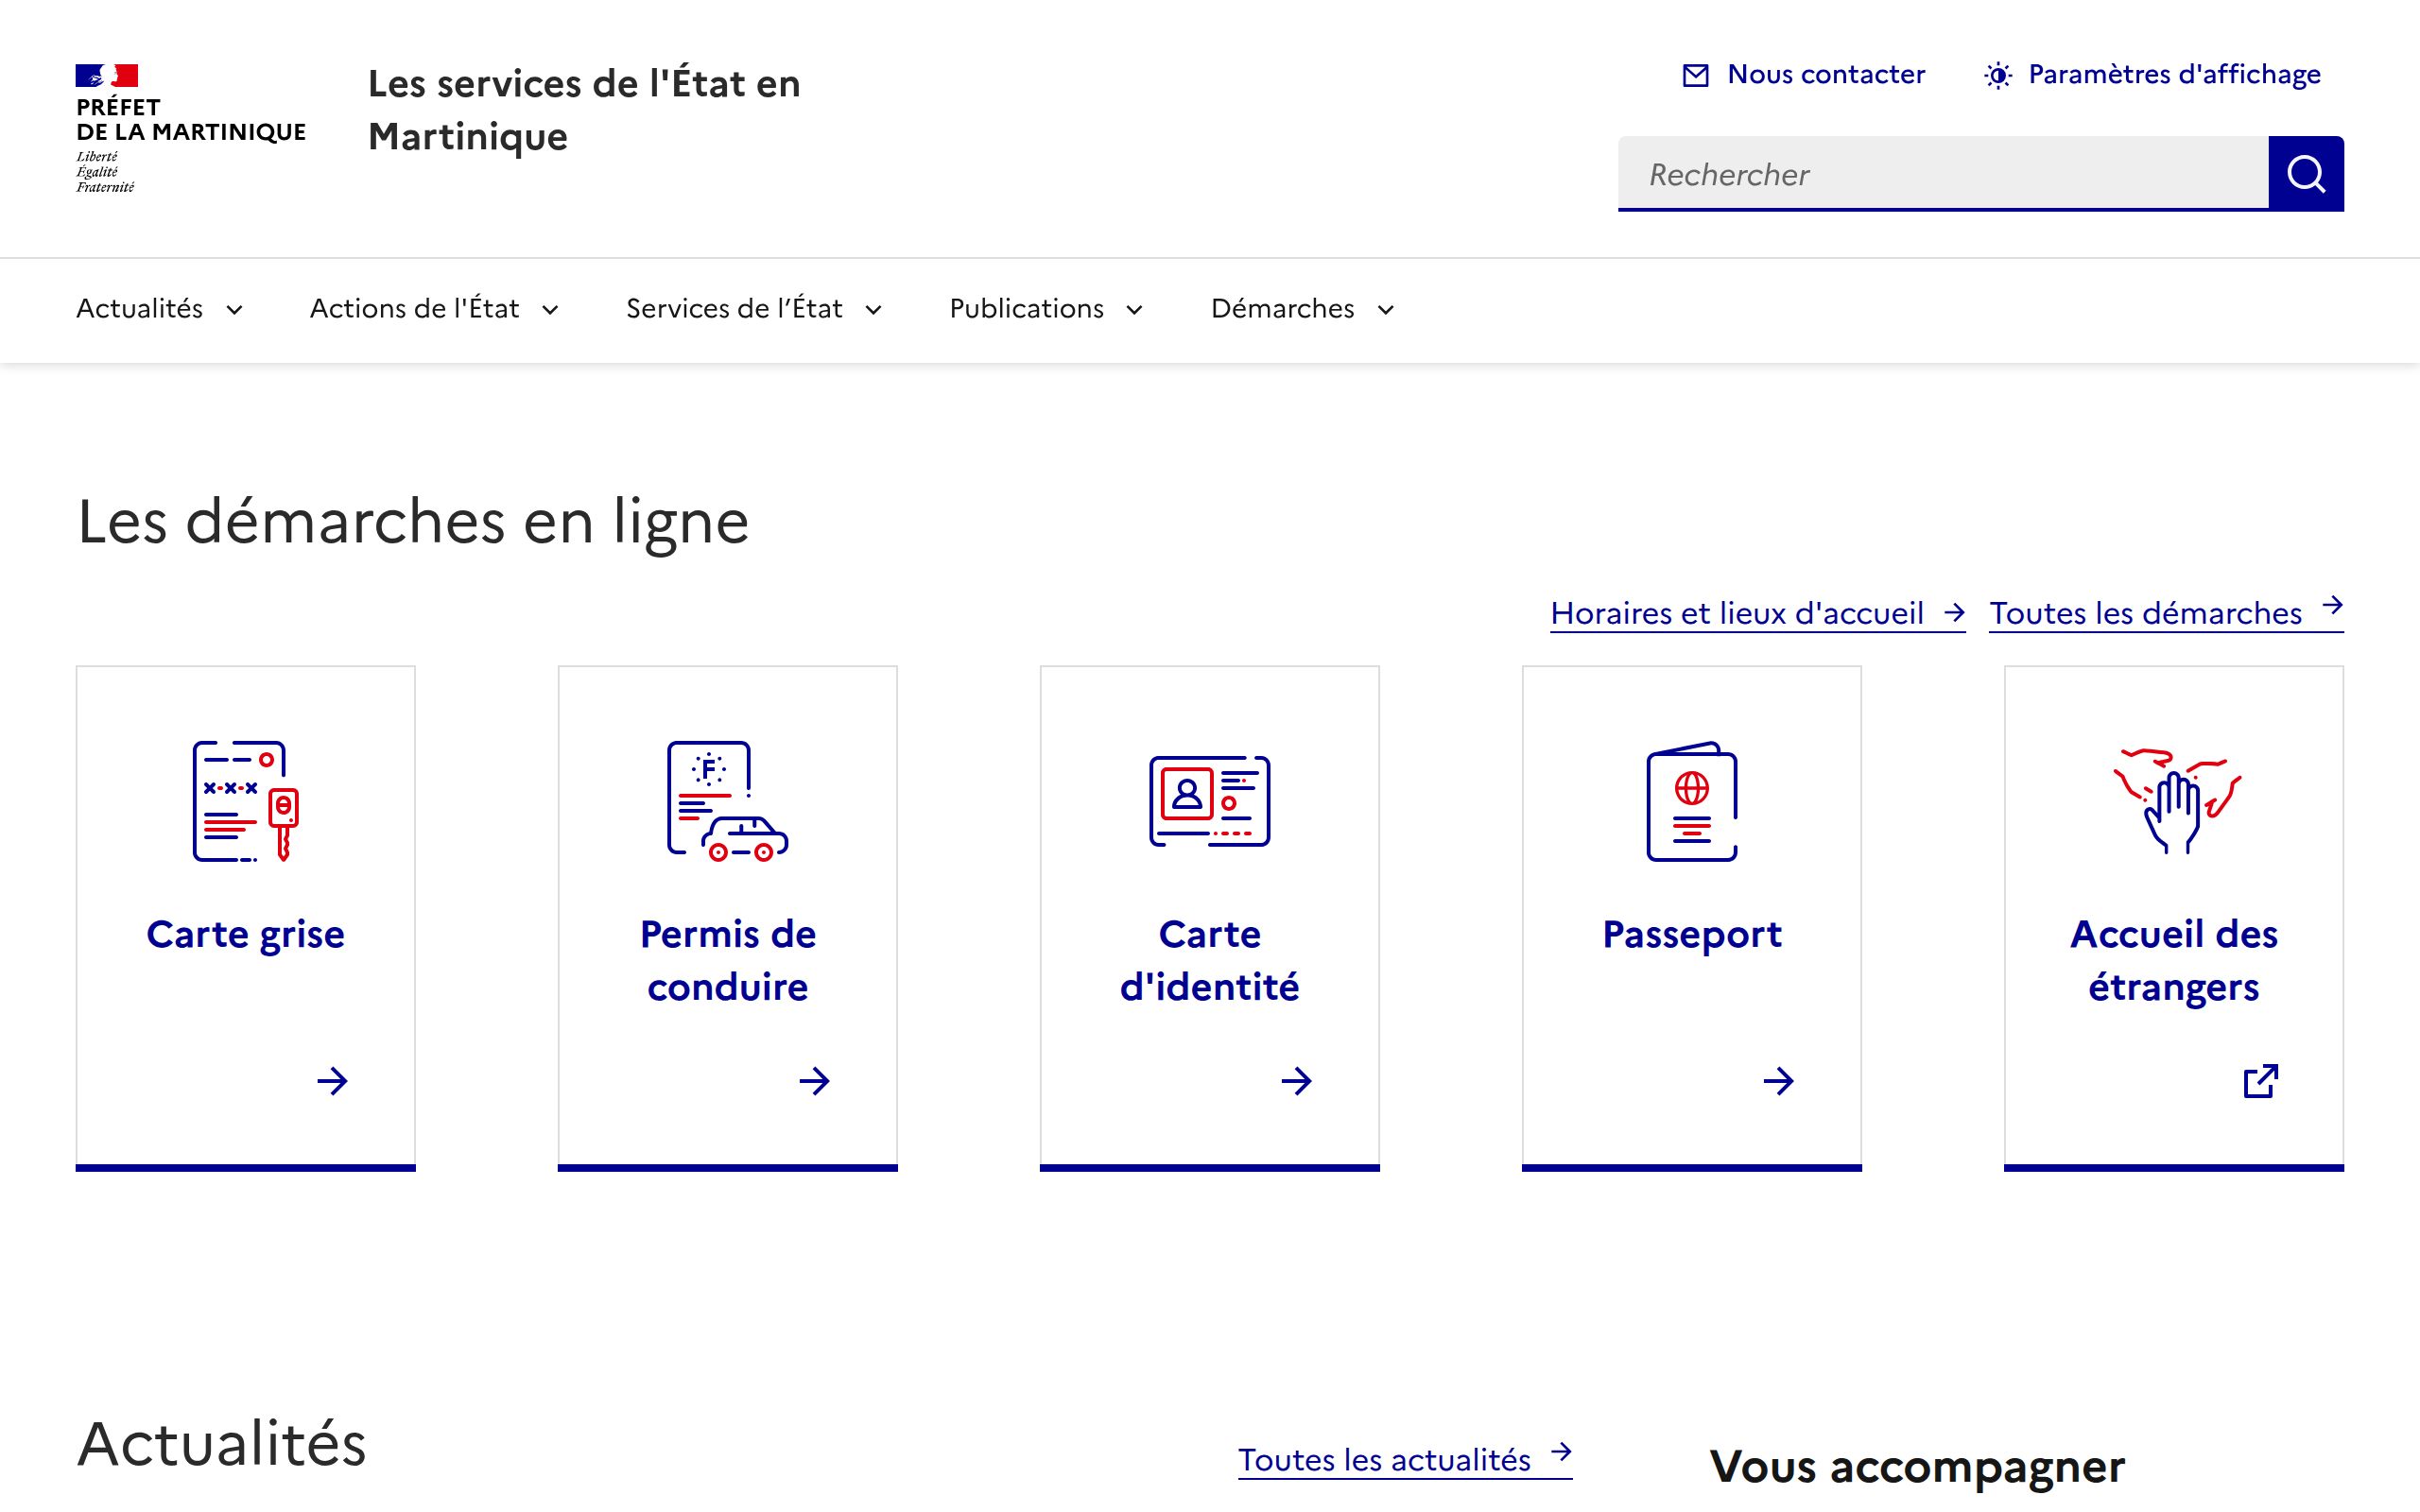 PRÉFET
DE LA MARTINIQUE
Liberté
Égalité
Fraternité
Les services de l'État en
Martinique
Nous contacter
Paramètres d'affichage
Rechercher
Actualités
Actions de l'État
Services de l’État
Publications
Démarches
Les démarches en ligne
Horaires et lieux d'accueil
Toutes les démarches
Carte grise
F
Permis de
conduire
Carte
d'identité
Passeport
Accueil des
étrangers
Actualités
Toutes les actualités
Vous accompagner